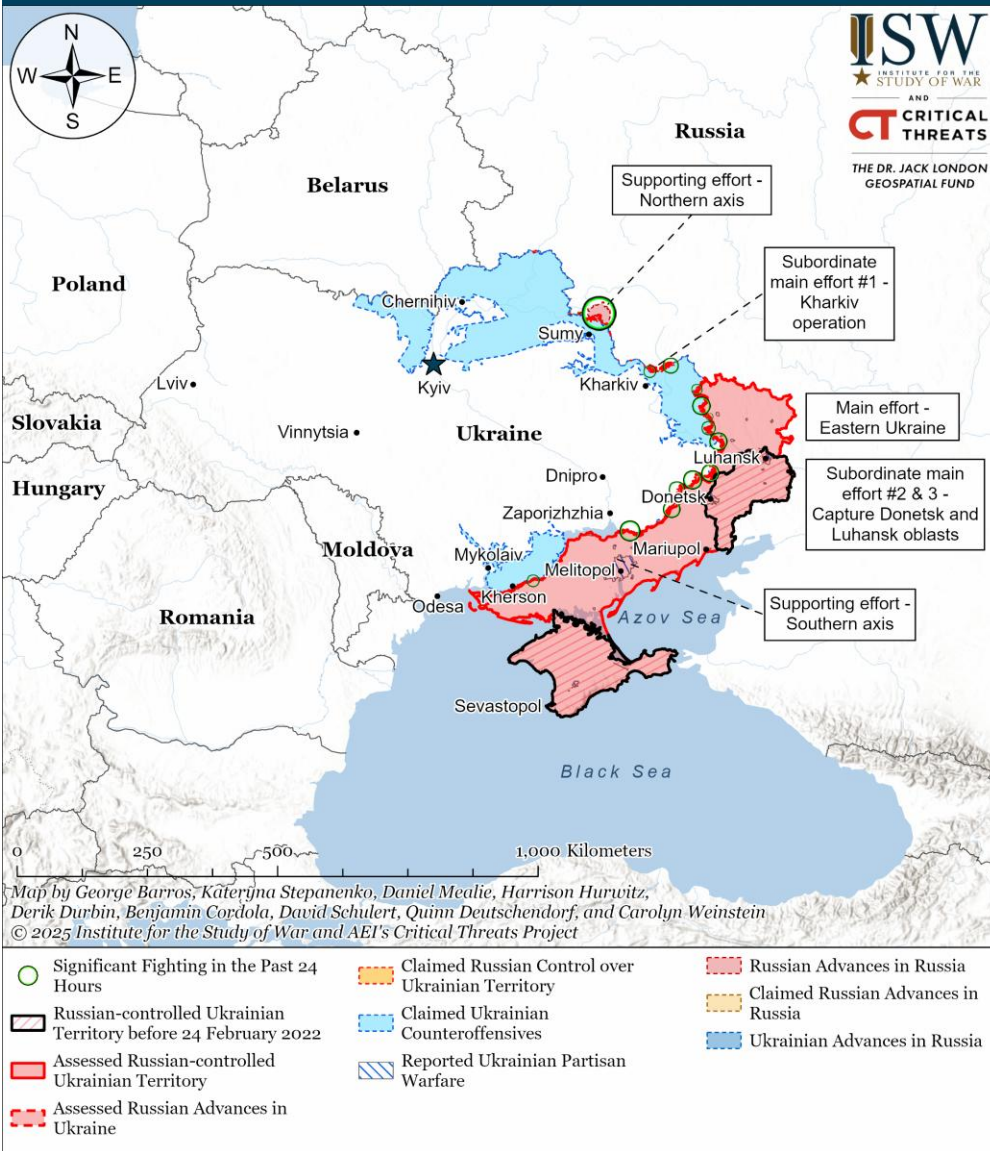 N
W E
S
ISW
INSTITUTE FOR THE
STUDY OF WAR
AND
CT CRITICAL
THREATS
THE DR. JACK LONDON
GEOSPATIAL FUND
Russia
Belarus
Supporting effort -
Northern axis
Subordinate
main effort #1 -
Kharkiv
operation
Poland
Chernihiv
Sumy
Kyiv
Lviv
Kharkiv
Slovakia
Vinnytsia
Ukraine
Main effort -
Eastern Ukraine
Luhansk
Hungary
Dnipro
Donetsk
Subordinate main
effort #2 & 3 -
Capture Donetsk and
Luhansk oblasts
Zaporizhzhia
Moldova
Mykolaiv
Mariupol
Melitopol
Kherson
Odesa
Romania
Azov Sea
Supporting effort -
Southern axis
Sevastopol
Black Sea
0 250 500 1,000 Kilometers
Map by George Barros, Kateryna Stepanenko, Daniel Mealie, Harrison Hurwitz,
Derik Durbin, Benjamin Cordola, David Schulert, Quinn Deutschendorf, and Carolyn Weinstein
© 2025 Institute for the Study of War and AEI's Critical Threats Project
Significant Fighting in the Past 24
Hours
Russian-controlled Ukrainian
Territory before 24 February 2022
Assessed Russian-controlled
Ukrainian Territory
Assessed Russian Advances in
Ukraine
Claimed Russian Control over
Ukrainian Territory
Claimed Ukrainian
Counteroffensives
Reported Ukrainian Partisan
Warfare
Russian Advances in Russia
Claimed Russian Advances in
Russia
Ukrainian Advances in Russia